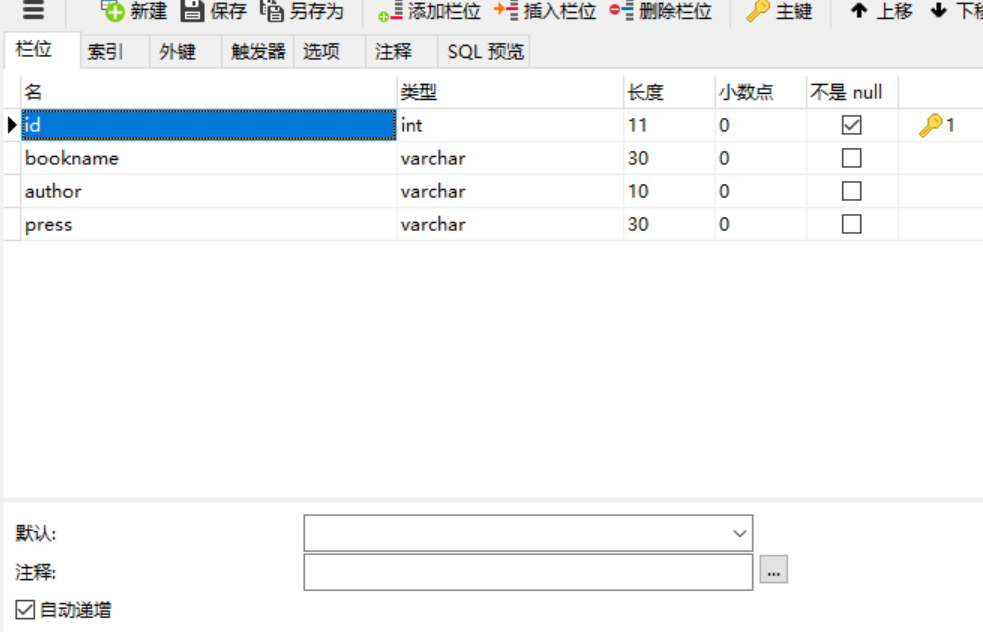 新建 保存 另存为 添加栏位 插入栏位 删除栏位 主键 上移 下移
栏位 索引 外键 触发器 选项 注释 SQL 预览
名 类型 长度 小数点 不是 null
id int 11 0 1
bookname varchar 30 0
author varchar 10 0
press varchar 30 0
默认:
注释:
...
自动递增